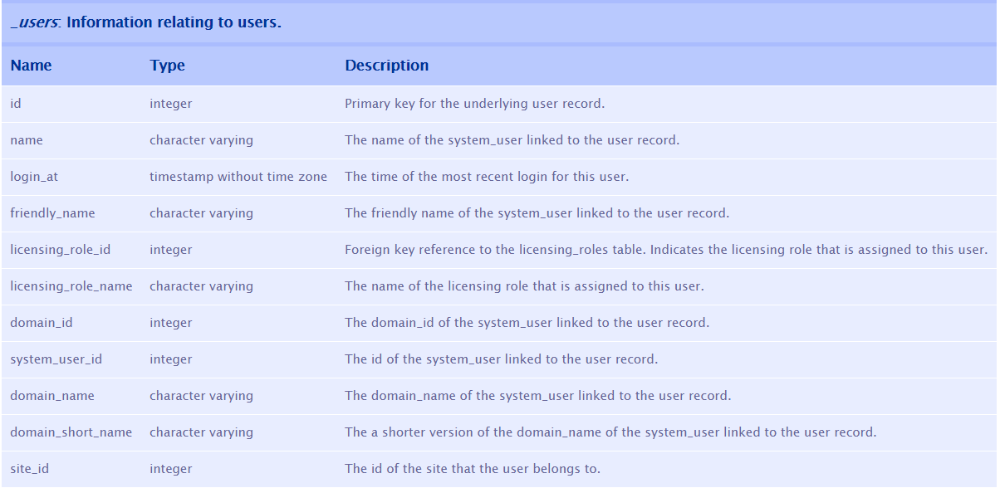 _users: Information relating to users.
Name Type Description
id integer Primary key for the underlying user record.
name character varying The name of the system_user linked to the user record.
login_at timestamp without time zone The time of the most recent login for this user.
friendly_name character varying The friendly name of the system_user linked to the user record.
licensing_role_id integer Foreign key reference to the licensing_roles table. Indicates the licensing role that is assigned to this user.
licensing_role_name character varying The name of the licensing role that is assigned to this user.
domain_id integer The domain_id of the system_user linked to the user record.
system_user_id integer The id of the system_user linked to the user record.
domain_name character varying The domain_name of the system_user linked to the user record.
domain_short_name character varying The a shorter version of the domain_name of the system_user linked to the user record.
site_id integer The id of the site that the user belongs to.